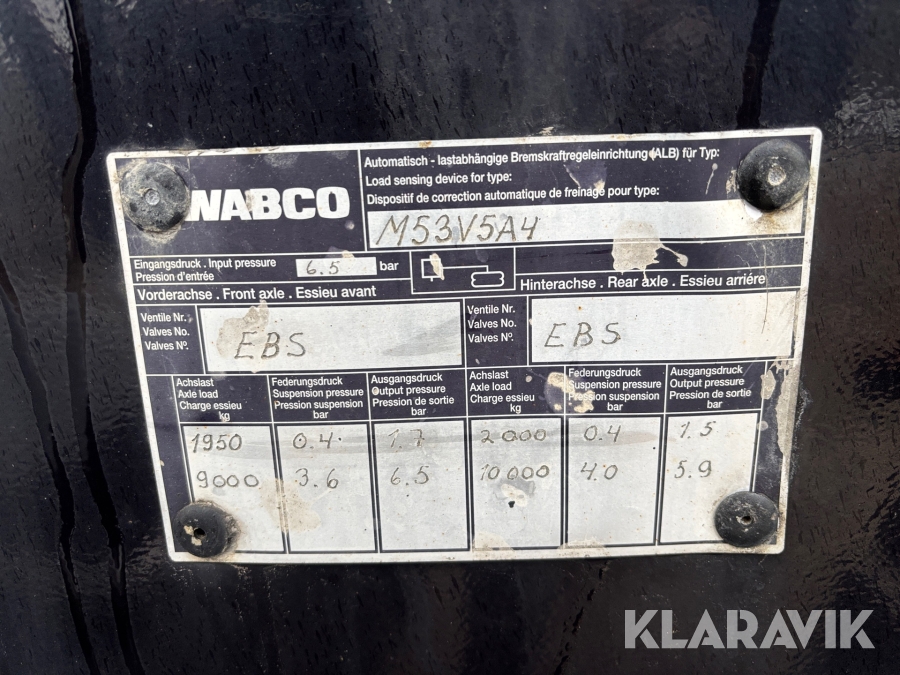 WABCO
Automatisch - lastabhängige Bremskraftregeleinrichtung (ALB) für Typ:
Load sensing device for type:
Dispositif de correction automatique de freinage pour type:
M53V5A4
Eingangsdruck . Input pressure
Pression d'entrée
6.5 bar
Vorderachse . Front axle . Essieu avant
Hinterachse . Rear axle . Essieu arriére
Ventile Nr.
Valves No.
Valves Nº.
EBS
Ventile Nr.
Valves No.
Valves Nº.
EBS
Achslast
Axle load
Charge essieu
kg
Federungsdruck
Suspension pressure
Pression suspension
bar
Ausgangsdruck
Output pressure
Pression de sortie
bar
Achslast
Axle load
Charge essieu
kg
Federungsdruck
Suspension pressure
Pression suspension
bar
Ausgangsdruck
Output pressure
Pression de sortie
bar
1950 0.4 1.7 2000 0.4 1.5
9000 3.6 6.5 10000 4.0 5.9
KLARAVIK